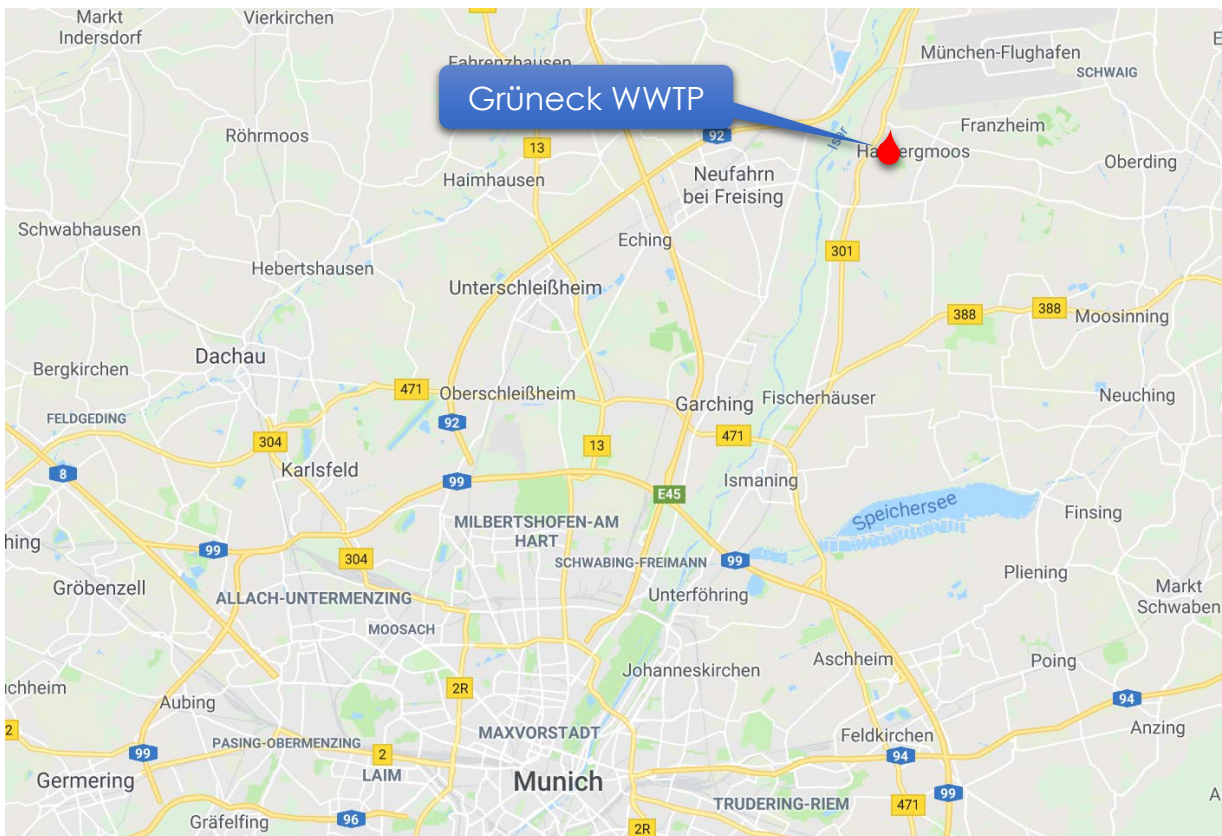 Markt
Indersdorf
Vierkirchen
Fahrenzhausen
München-Flughafen
SCHWAIG
Grüneck WWTP
92
Isar
Röhrmoos
13
Franzheim
Oberding
Haimhausen
Neufahrn
bei Freising
Schwabhausen
Eching
301
Hebertshausen
Unterschleißheim
388
388
Moosinning
Dachau
Bergkirchen
471
Oberschleißheim
Garching
Fischerhäuser
Neuching
FELDGEDING
92
304
13
471
8
Karlsfeld
99
E45
Ismaning
Speichersee
Finsing
MILBERTSHOFEN-AM
HART
99
304
SCHWABING-FREIMANN
99
Pliening
Gröbenzell
ALLACH-UNTERMENZING
Unterföhring
Markt
Schwaben
MOOSACH
Johanneskirchen
Aschheim
Poing
2R
Aubing
94
2
MAXVORSTADT
Anzing
PASING-OBERMENZING
2
Feldkirchen
99
94
Germering
LAIM
Munich
99
TRUDERING-RIEM
471
Gräfelfing
96
2R